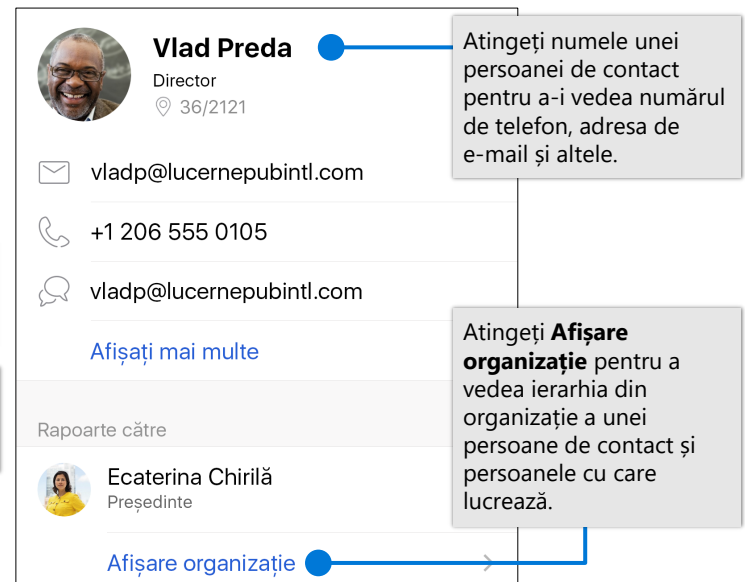 Vlad Preda
Director
36/2121
vladp@lucernepubintl.com
+1 206 555 0105
vladp@lucernepubintl.com
Afișați mai multe
Rapoarte către
Ecaterina Chirilă
Președinte
Afișare organizație
Atingeți numele unei
persoanei de contact
pentru a-i vedea numărul
de telefon, adresa de
e-mail și altele.
Atingeți Afișare
organizație pentru a
vedea ierarhia din
organizație a unei
persoane de contact și
persoanele cu care
lucrează.